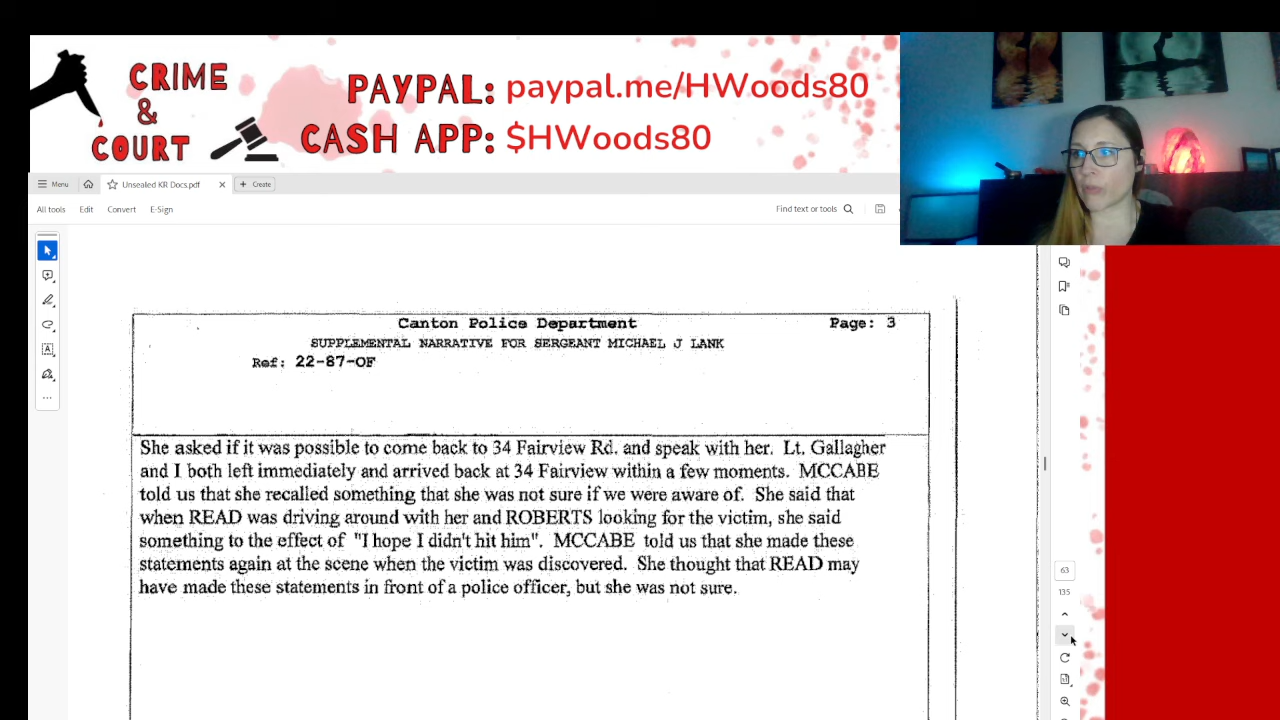 CRIME
&
COURT
PAYPAL: paypal.me/HWoods80
CASH APP: $HWoods80
Menu
Unsealed KR Docs.pdf
Create
All tools Edit Convert E-Sign
Find text or tools
Canton Police Department Page: 3
SUPPLEMENTAL NARRATIVE FOR SERGEANT MICHAEL J LANK
Ref: 22-87-OF
She asked if it was possible to come back to 34 Fairview Rd. and speak with her. Lt. Gallagher
and I both left immediately and arrived back at 34 Fairview within a few moments. MCCABE
told us that she recalled something that she was not sure if we were aware of. She said that
when READ was driving around with her and ROBERTS looking for the victim, she said
something to the effect of "I hope I didn't hit him". MCCABE told us that she made these
statements again at the scene when the victim was discovered. She thought that READ may
have made these statements in front of a police officer, but she was not sure.
63
135